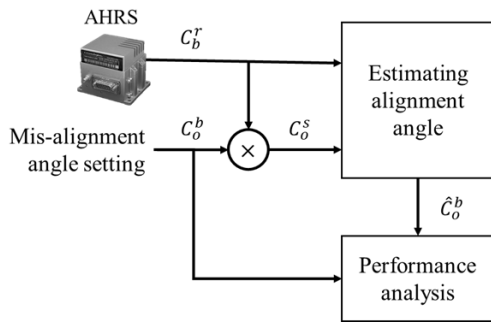 AHRS
C_b^r
Estimating
alignment
angle
Mis-alignment
angle setting
C_o^b
×
C_o^s
Ĉ_o^b
Performance
analysis